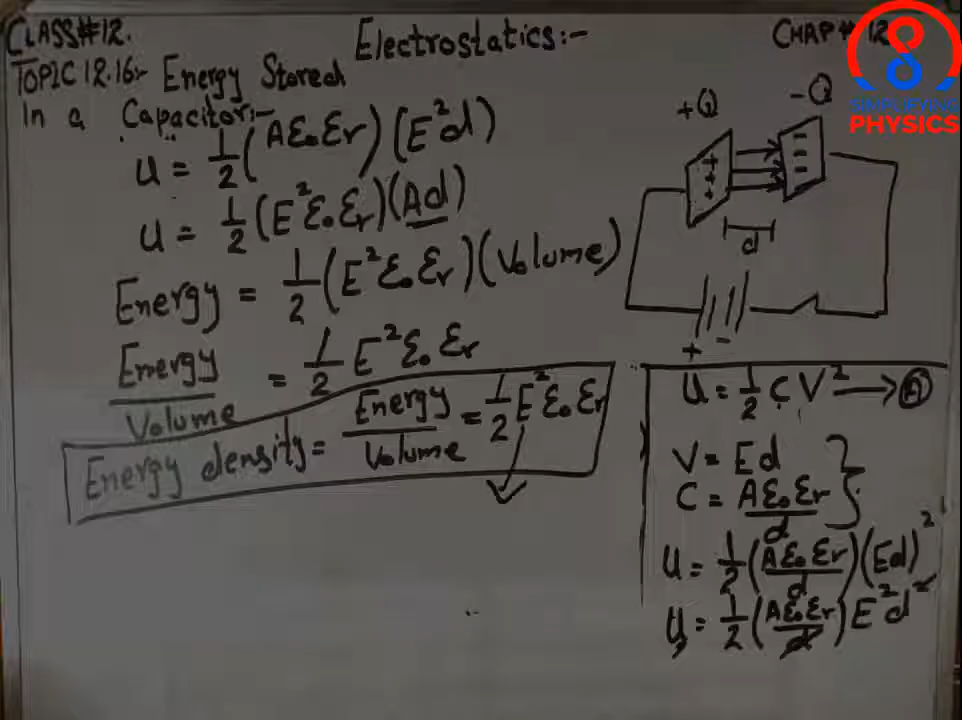 CLASS#12.
Electrostatics:-
CHAP# 12
TOPIC 12.16:- Energy Stored
In a Capacitor:-
SIMPLIFYING
PHYSICS
U = 1/2 (Aε₀εr) (E²d)
U = 1/2 (E²ε₀εr)(Ad)
Energy = 1/2 (E²ε₀εr)(Volume)
Energy/Volume = 1/2 E²ε₀εr
Energy density = Energy/Volume = 1/2 E²ε₀εr
+Q -Q
+ -
+ -
+ -
d
+ -
U = 1/2 CV² → A
V = Ed
C = Aε₀εr/d
U = 1/2 (Aε₀εr/d)(Ed)²
U = 1/2 (Aε₀εr/d) E²d²